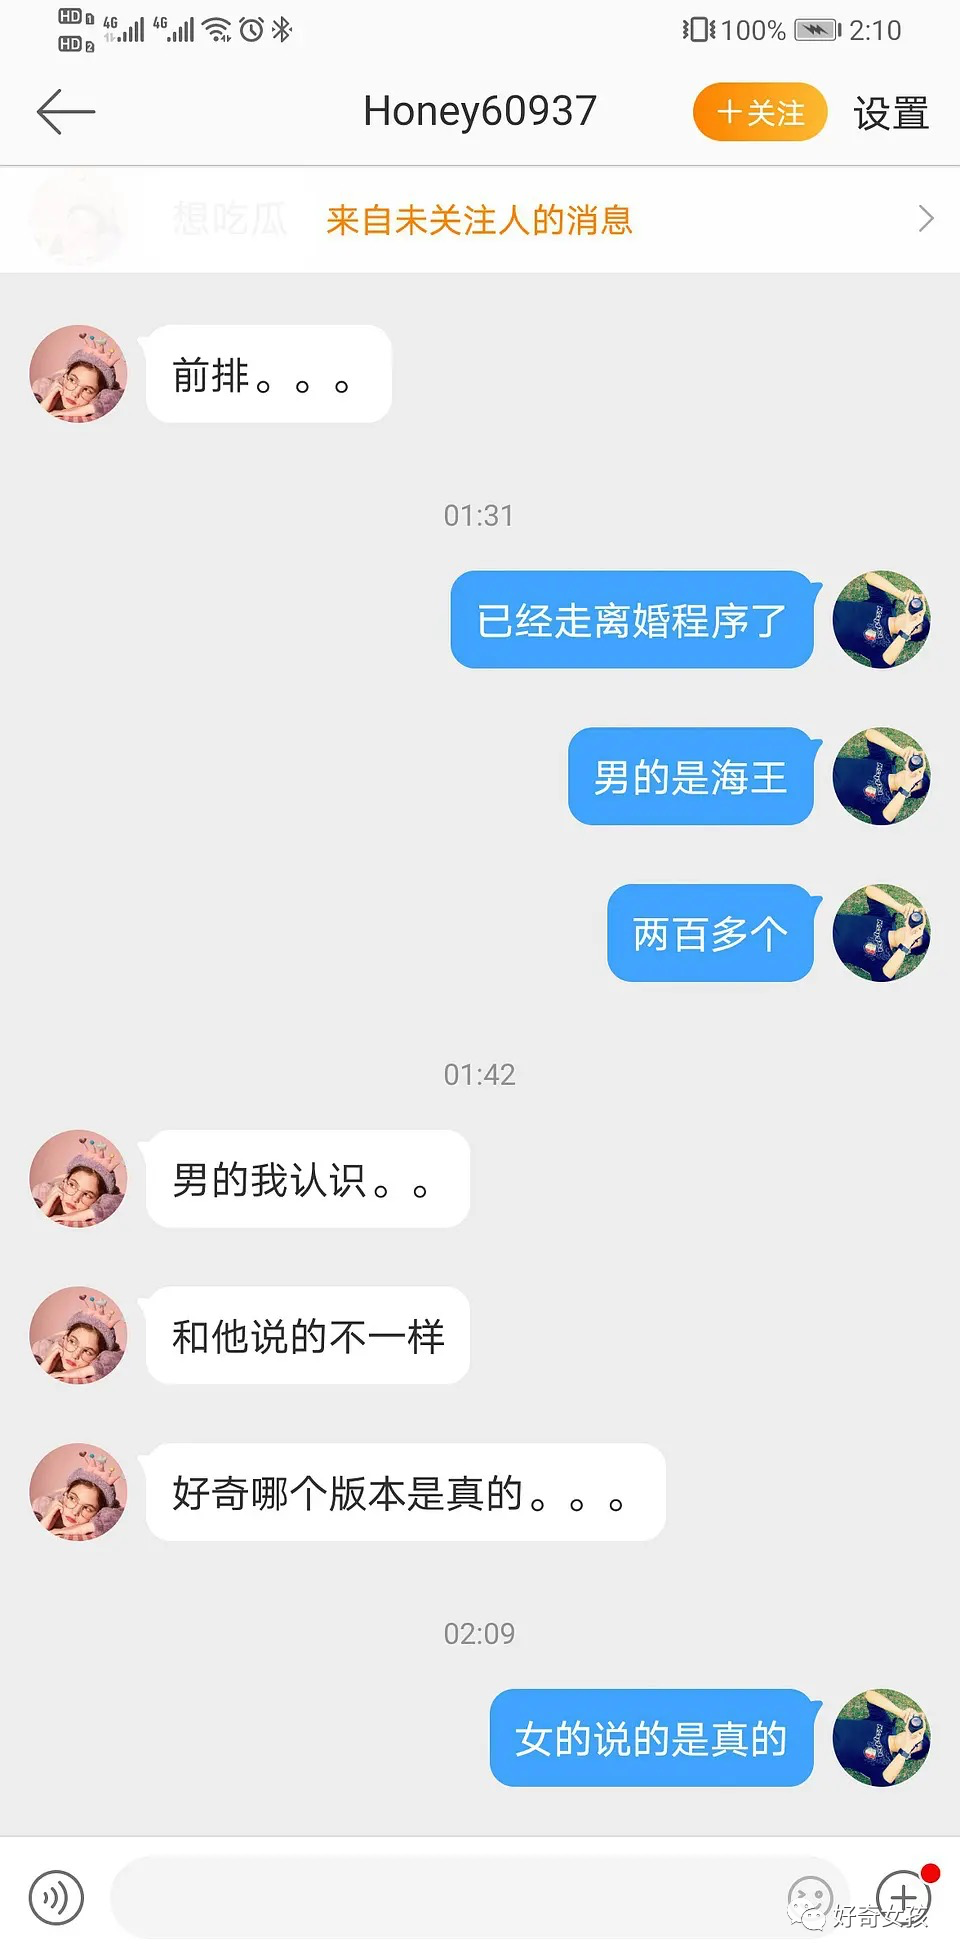 HD 1 4G 4G 100% 2:10
HD 2
Honey60937 +关注 设置
想吃瓜 来自未关注人的消息
前排。。。
01:31
已经走离婚程序了
男的是海王
两百多个
01:42
男的我认识。。
和他说的不一样
好奇哪个版本是真的。。。
02:09
女的说的是真的
好奇女孩